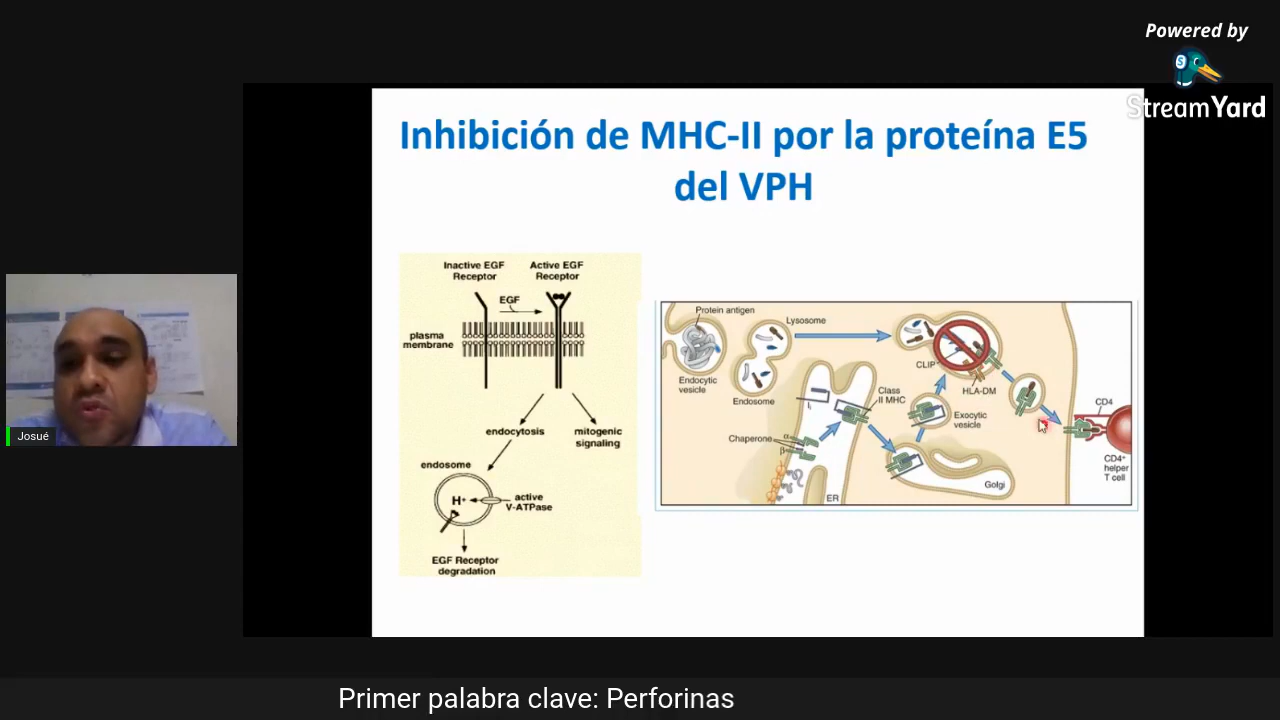 Powered by
StreamYard
Inhibición de MHC-II por la proteína E5
del VPH
Inactive EGF
Receptor
Active EGF
Receptor
EGF
plasma
membrane
endocytosis
mitogenic
signaling
endosome
H+
active
V-ATPase
EGF Receptor
degradation
Protein antigen
Lysosome
Endocytic
vesicle
Endosome
CLIP
HLA-DM
Ii
Class
II MHC
Exocytic
vesicle
Chaperone
α
β
ER
Golgi
CD4
CD4+
helper
T cell
Josué
Primer palabra clave: Perforinas